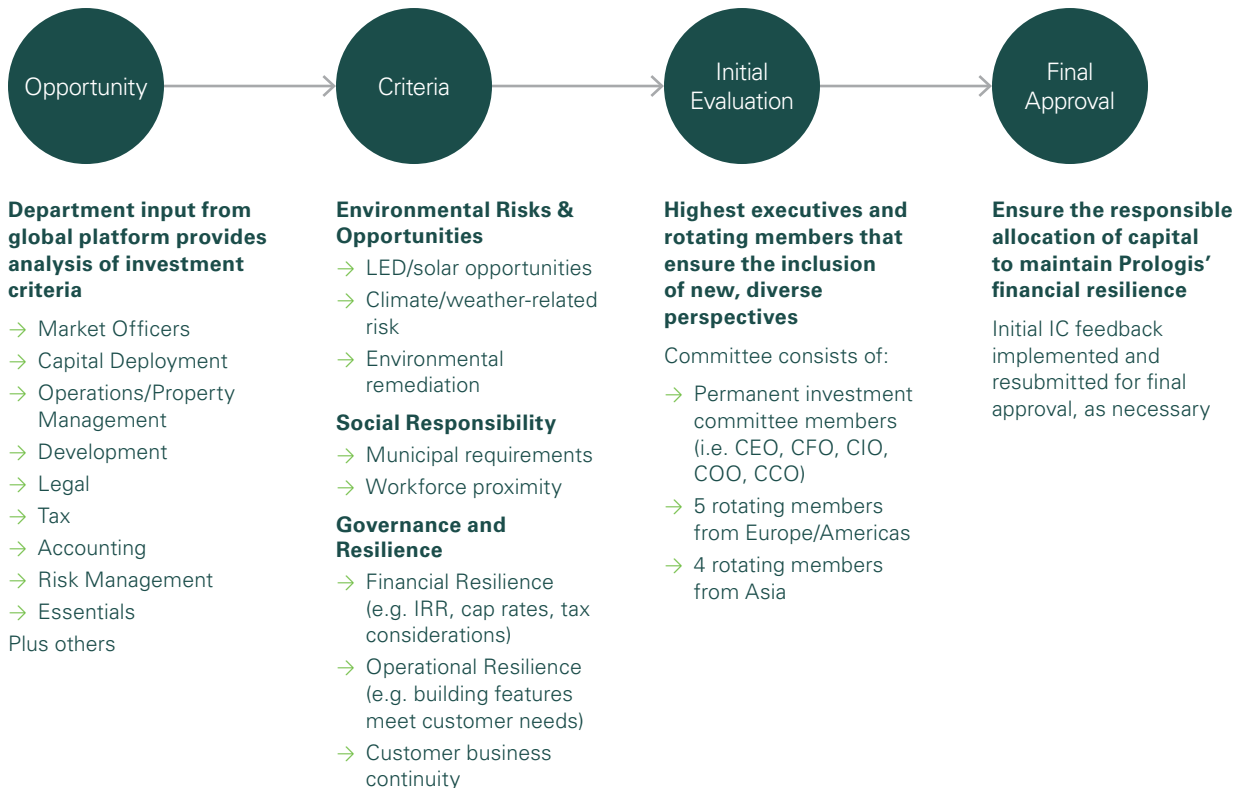 Opportunity
Criteria
Initial
Evaluation
Final
Approval
Department input from
global platform provides
analysis of investment
criteria
→ Market Officers
→ Capital Deployment
→ Operations/Property
Management
→ Development
→ Legal
→ Tax
→ Accounting
→ Risk Management
→ Essentials
Plus others
Environmental Risks &
Opportunities
→ LED/solar opportunities
→ Climate/weather-related
risk
→ Environmental
remediation
Social Responsibility
→ Municipal requirements
→ Workforce proximity
Governance and
Resilience
→ Financial Resilience
(e.g. IRR, cap rates, tax
considerations)
→ Operational Resilience
(e.g. building features
meet customer needs)
→ Customer business
continuity
Highest executives and
rotating members that
ensure the inclusion
of new, diverse
perspectives
Committee consists of:
→ Permanent investment
committee members
(i.e. CEO, CFO, CIO,
COO, CCO)
→ 5 rotating members
from Europe/Americas
→ 4 rotating members
from Asia
Ensure the responsible
allocation of capital
to maintain Prologis’
financial resilience
Initial IC feedback
implemented and
resubmitted for final
approval, as necessary